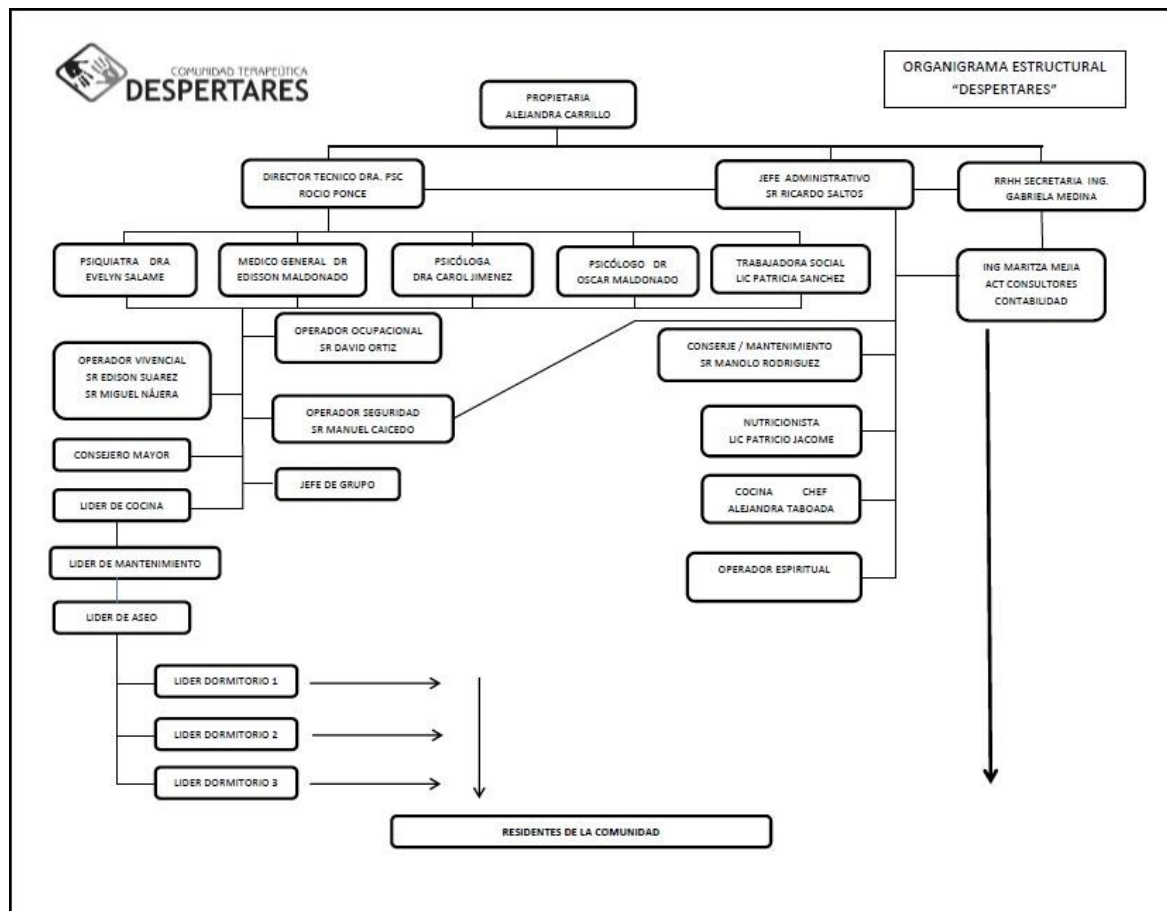 COMUNIDAD TERAPEÚTICA
DESPERTARES
ORGANIGRAMA ESTRUCTURAL
“DESPERTARES”
PROPIETARIA
ALEJANDRA CARRILLO
DIRECTOR TECNICO DRA. PSC
ROCIO PONCE
JEFE ADMINISTRATIVO
SR RICARDO SALTOS
RRHH SECRETARIA ING.
GABRIELA MEDINA
PSIQUIATRA DRA
EVELYN SALAME
MEDICO GENERAL DR
EDISSON MALDONADO
PSICÓLOGA
DRA CAROL JIMENEZ
PSICÓLOGO DR
OSCAR MALDONADO
TRABAJADORA SOCIAL
LIC PATRICIA SANCHEZ
ING MARITZA MEJIA
ACT CONSULTORES
CONTABILIDAD
OPERADOR OCUPACIONAL
SR DAVID ORTIZ
CONSERJE / MANTENIMIENTO
SR MANOLO RODRIGUEZ
OPERADOR VIVENCIAL
SR EDISON SUAREZ
SR MIGUEL NÁJERA
OPERADOR SEGURIDAD
SR MANUEL CAICEDO
NUTRICIONISTA
LIC PATRICIO JACOME
CONSEJERO MAYOR
JEFE DE GRUPO
COCINA CHEF
ALEJANDRA TABOADA
LIDER DE COCINA
LIDER DE MANTENIMIENTO
OPERADOR ESPIRITUAL
LIDER DE ASEO
LIDER DORMITORIO 1
LIDER DORMITORIO 2
LIDER DORMITORIO 3
RESIDENTES DE LA COMUNIDAD